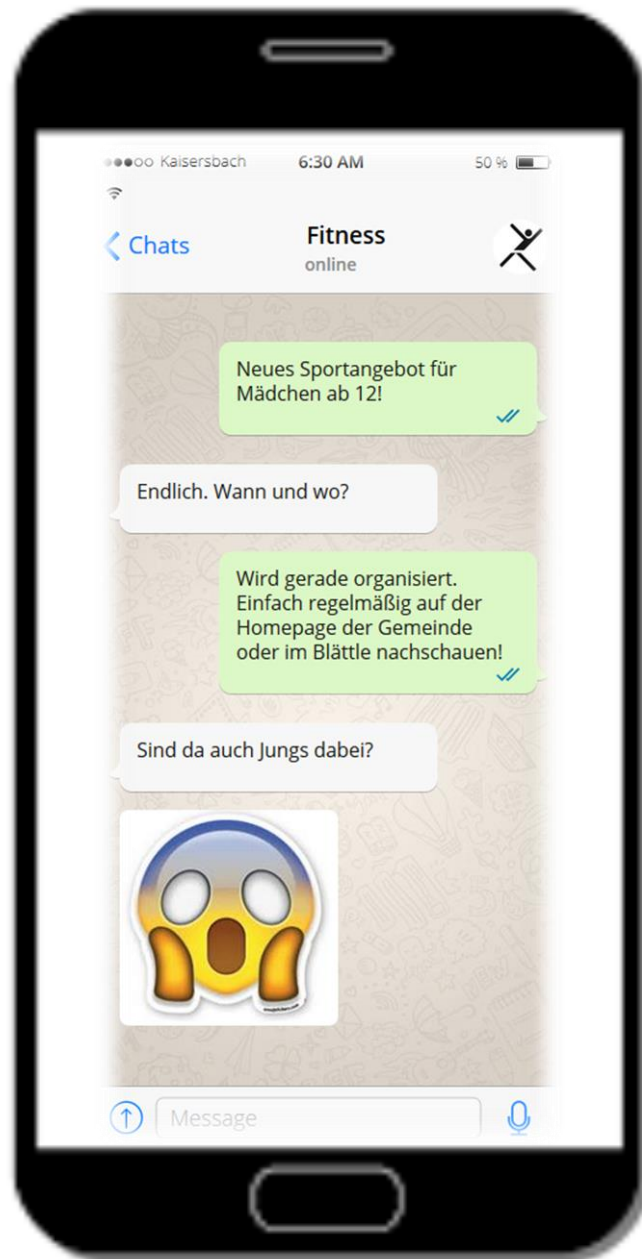 ●●●oo Kaisersbach 6:30 AM 50 %
Chats
Fitness
online
Neues Sportangebot für
Mädchen ab 12!
Endlich. Wann und wo?
Wird gerade organisiert.
Einfach regelmäßig auf der
Homepage der Gemeinde
oder im Blättle nachschauen!
Sind da auch Jungs dabei?
Message